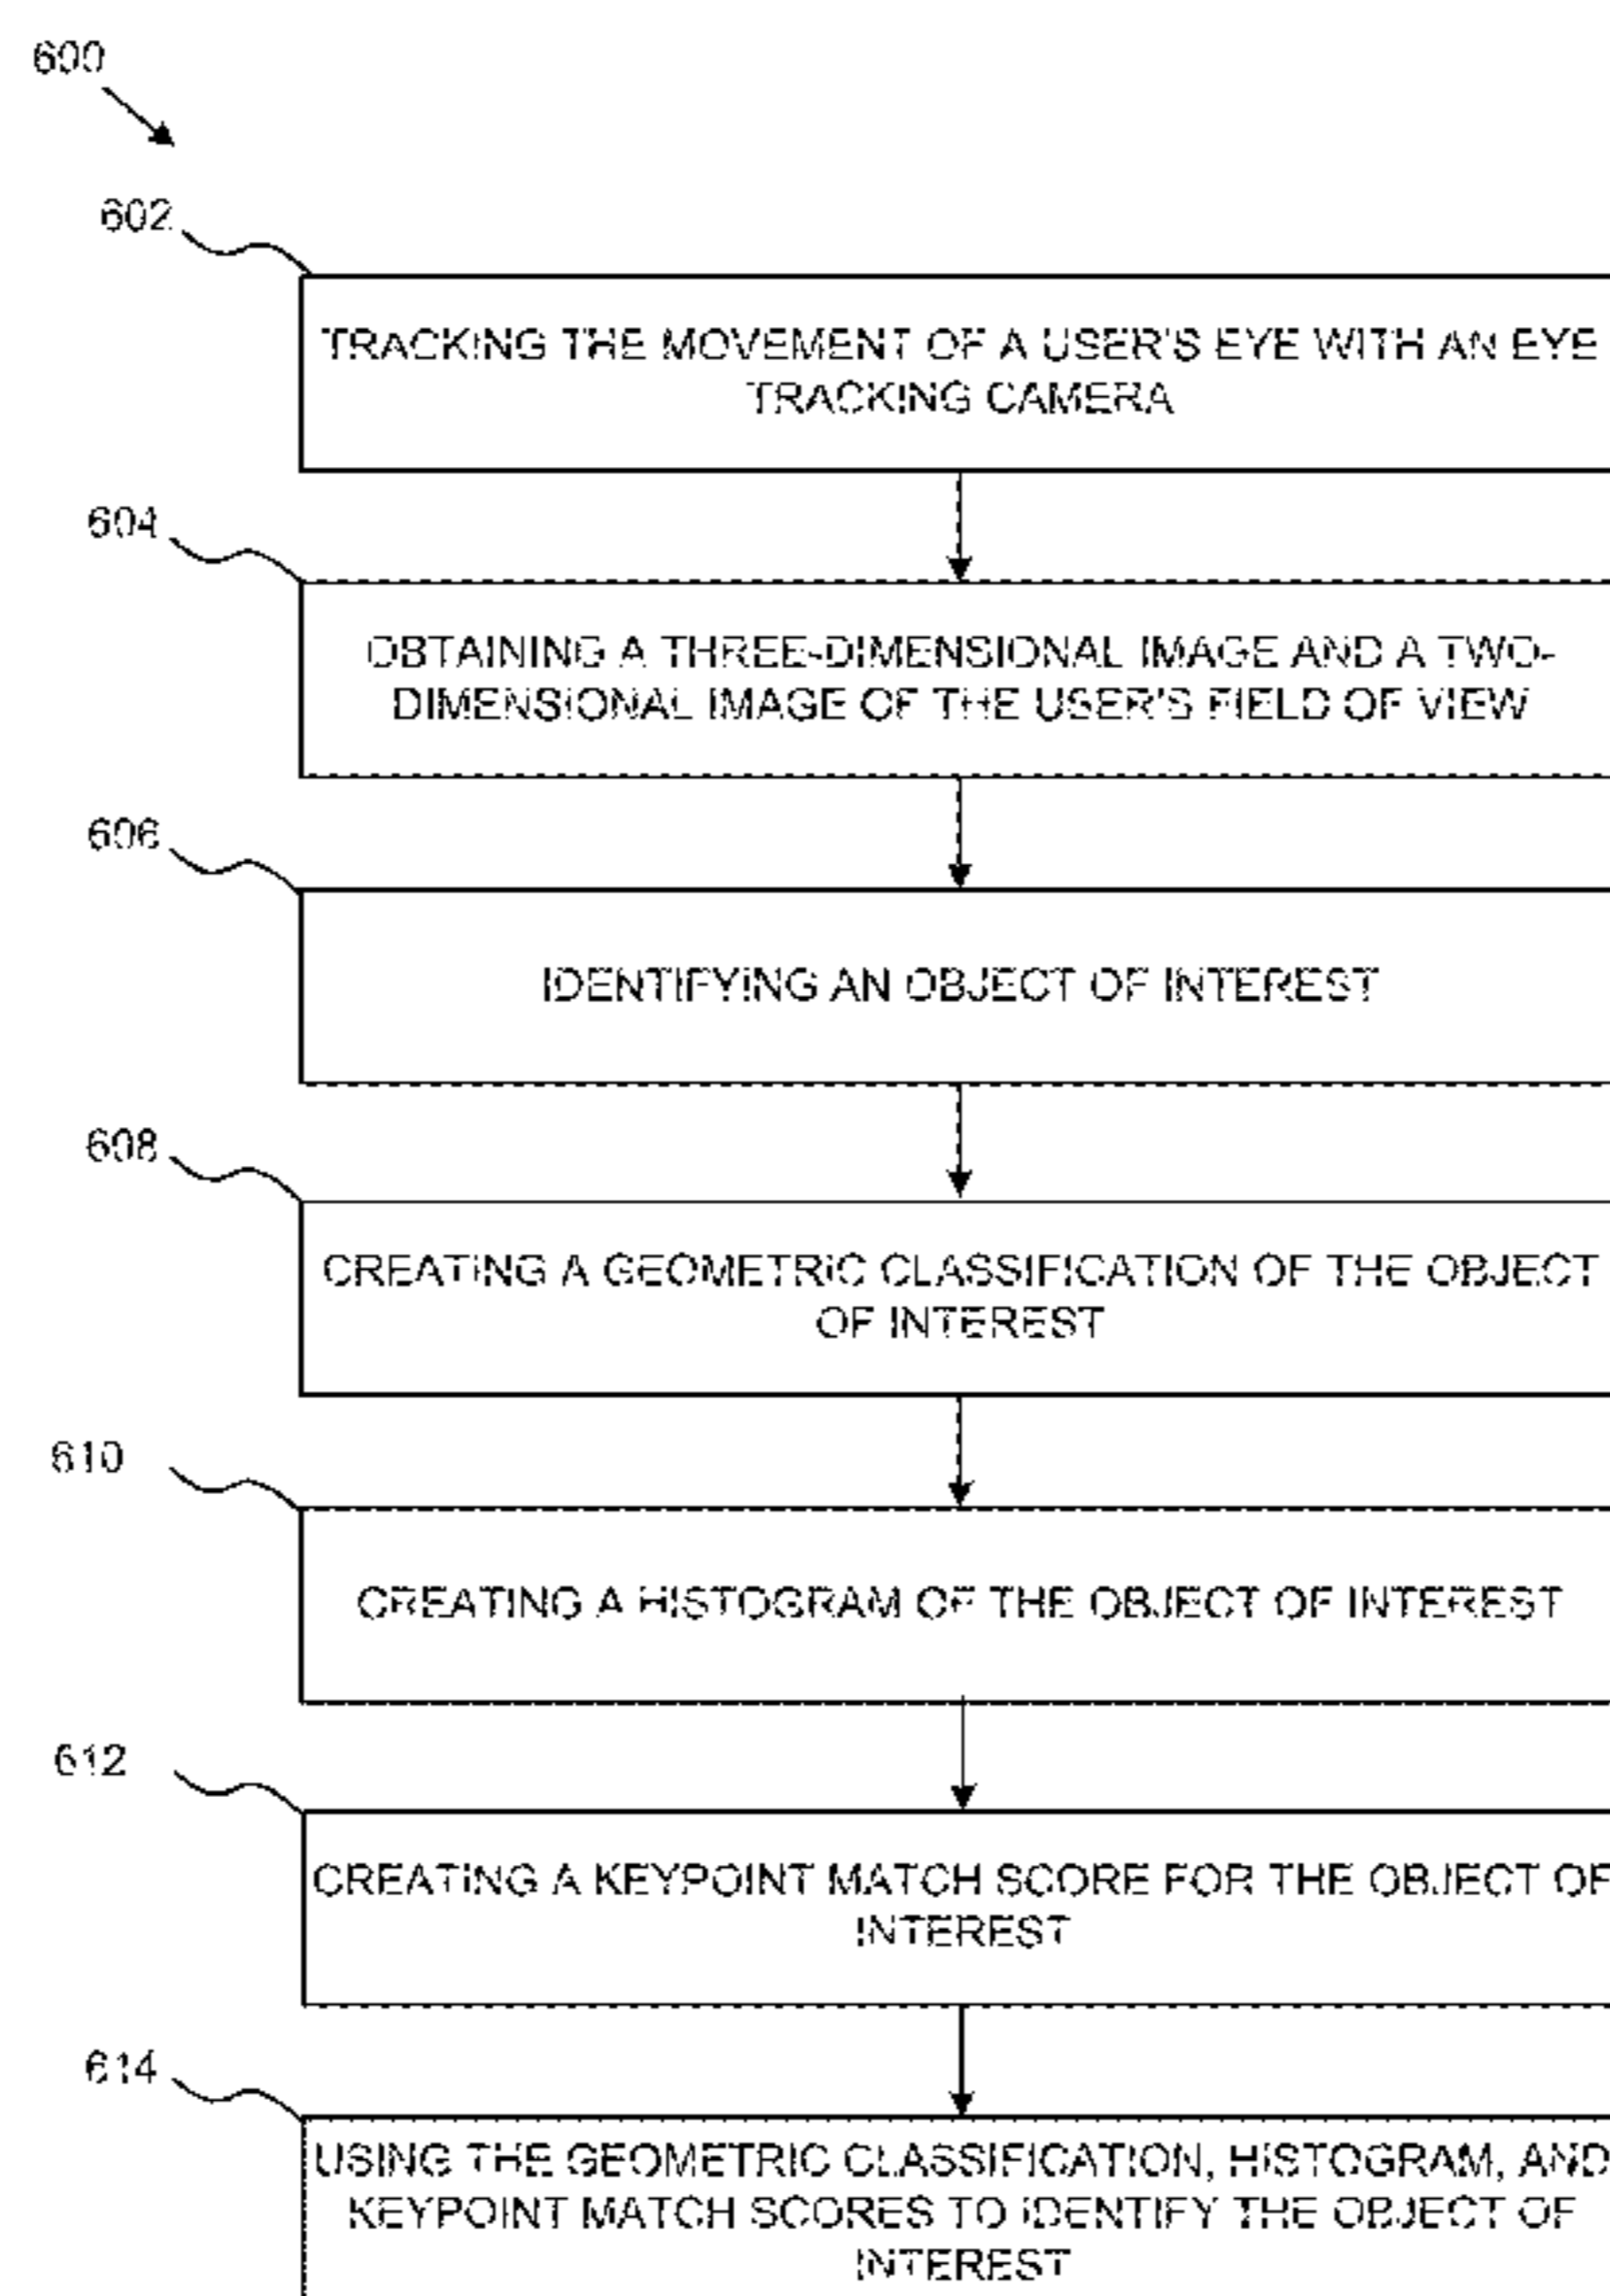 600
602
TRACKING THE MOVEMENT OF A USER'S EYE WITH AN EYE
TRACKING CAMERA
604
OBTAINING A THREE-DIMENSIONAL IMAGE AND A TWO-
DIMENSIONAL IMAGE OF THE USER'S FIELD OF VIEW
606
IDENTIFYING AN OBJECT OF INTEREST
608
CREATING A GEOMETRIC CLASSIFICATION OF THE OBJECT
OF INTEREST
610
CREATING A HISTOGRAM OF THE OBJECT OF INTEREST
612
CREATING A KEYPOINT MATCH SCORE FOR THE OBJECT OF
INTEREST
614
USING THE GEOMETRIC CLASSIFICATION, HISTOGRAM, AND
KEYPOINT MATCH SCORES TO IDENTIFY THE OBJECT OF
INTEREST